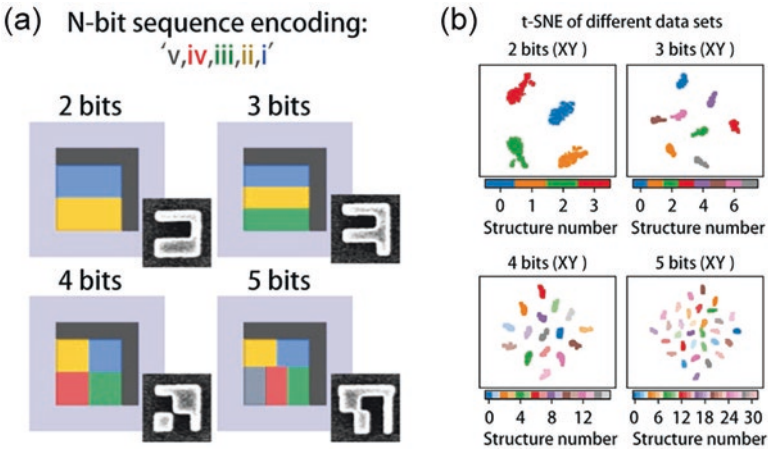 (a) N-bit sequence encoding:
‘v,iv,iii,ii,i’
2 bits 3 bits
4 bits 5 bits
(b) t-SNE of different data sets
2 bits (XY) 3 bits (XY)
0 1 2 3 0 2 4 6
Structure number Structure number
4 bits (XY) 5 bits (XY)
0 4 8 12 0 6 12 18 24 30
Structure number Structure number